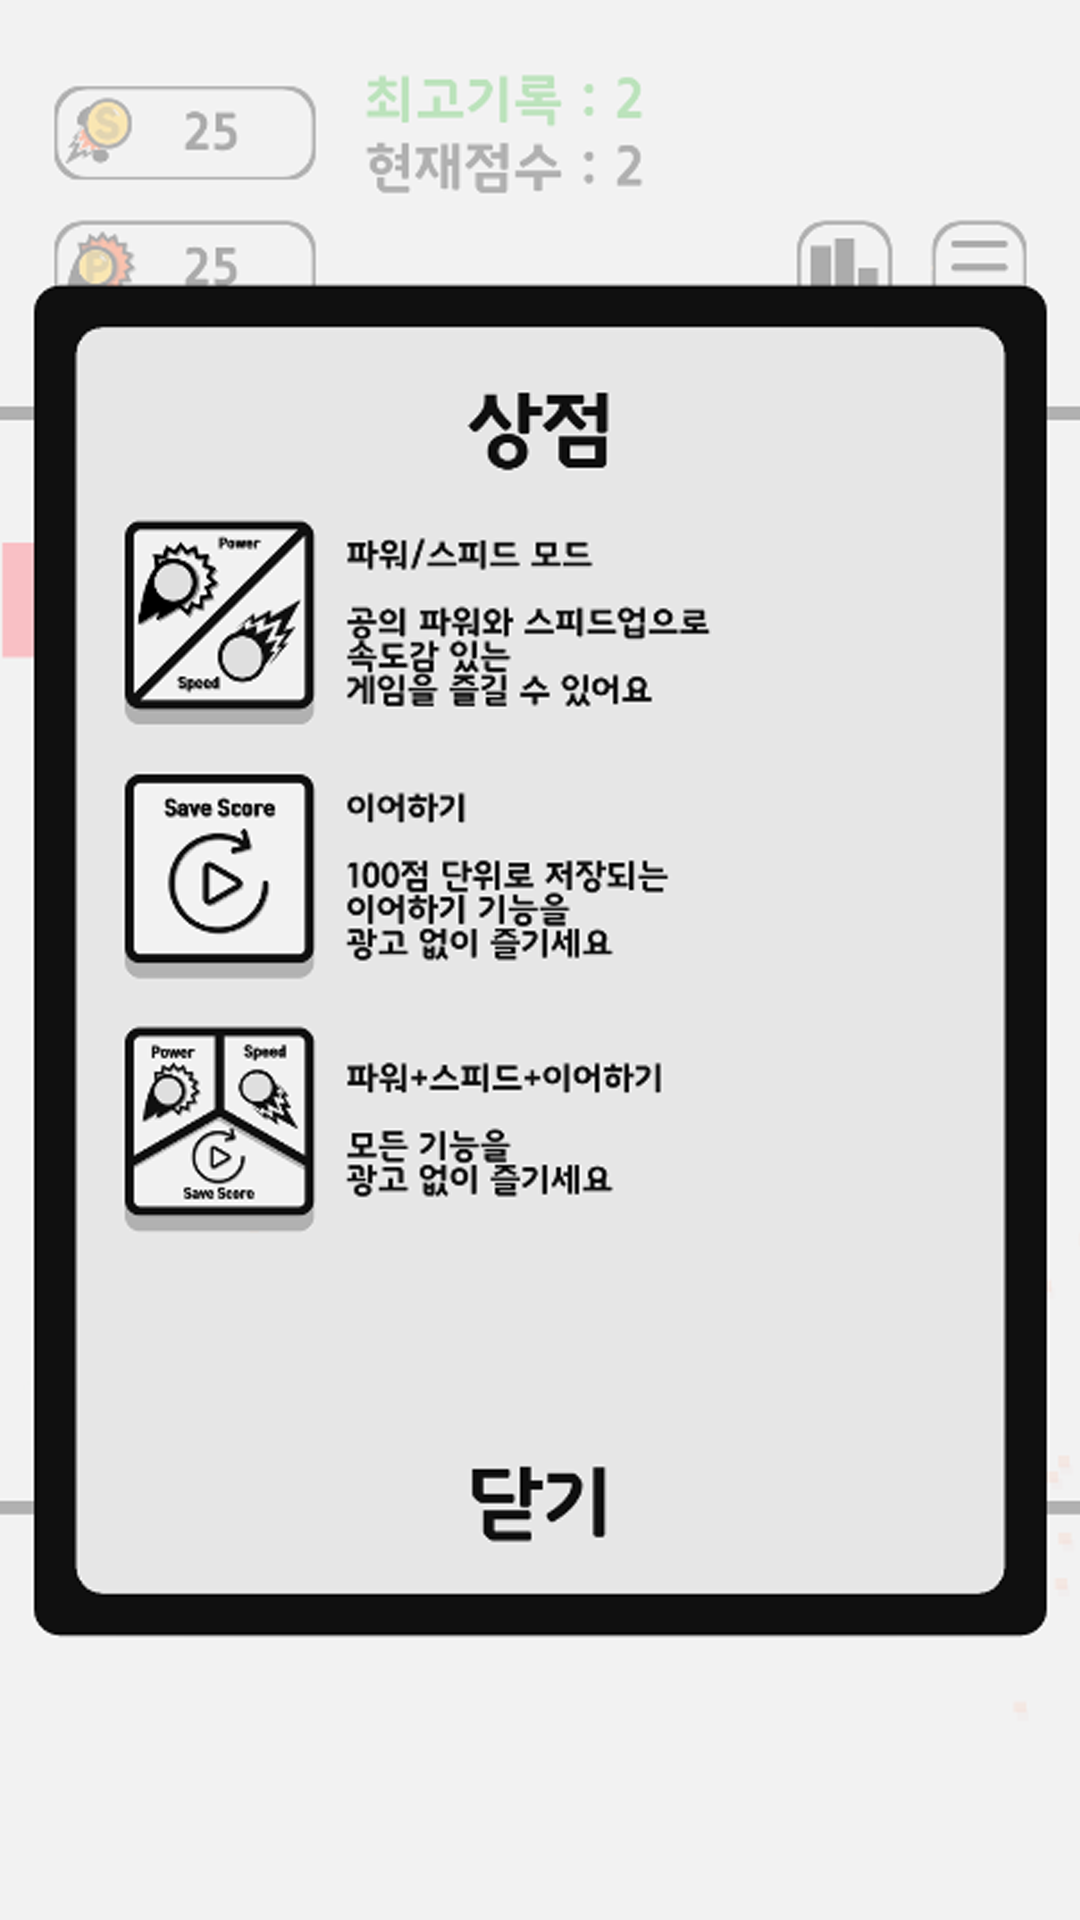 25
최고기록 : 2
현재점수 : 2
25
상점
Power
Speed
파워/스피드 모드
공의 파워와 스피드업으로
속도감 있는
게임을 즐길 수 있어요
Save Score
이어하기
100점 단위로 저장되는
이어하기 기능을
광고 없이 즐기세요
Power
Speed
Save Score
파워+스피드+이어하기
모든 기능을
광고 없이 즐기세요
닫기